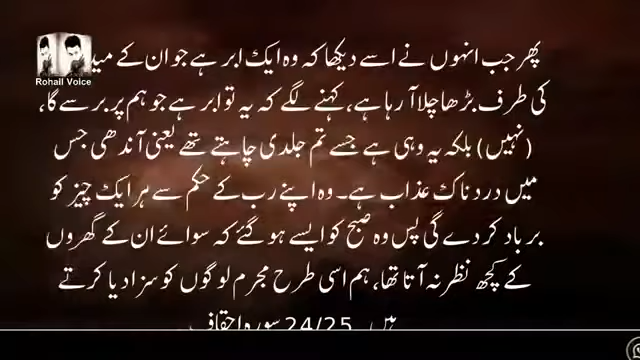 Rohail Voice
پھر جب انہوں نے اسے دیکھا کہ وہ ایک ابر ہے جو ان کے
کی طرف بڑھا چلا آ رہا ہے، کہنے لگے کہ یہ تو ابر ہے جو ہم پر برسے گا،
(نہیں) بلکہ یہ وہی ہے جسے تم جلدی چاہتے تھے یعنی آندھی جس
میں دردناک عذاب ہے۔ وہ اپنے رب کے حکم سے ہر ایک چیز کو
برباد کر دے گی پس وہ صبح کو ایسے ہو گئے کہ سوائے ان کے گھروں
کے کچھ نظر نہ آتا تھا، ہم اسی طرح مجرم لوگوں کو سزا دیا کرتے
ہیں 24/25 سورہ احقاف